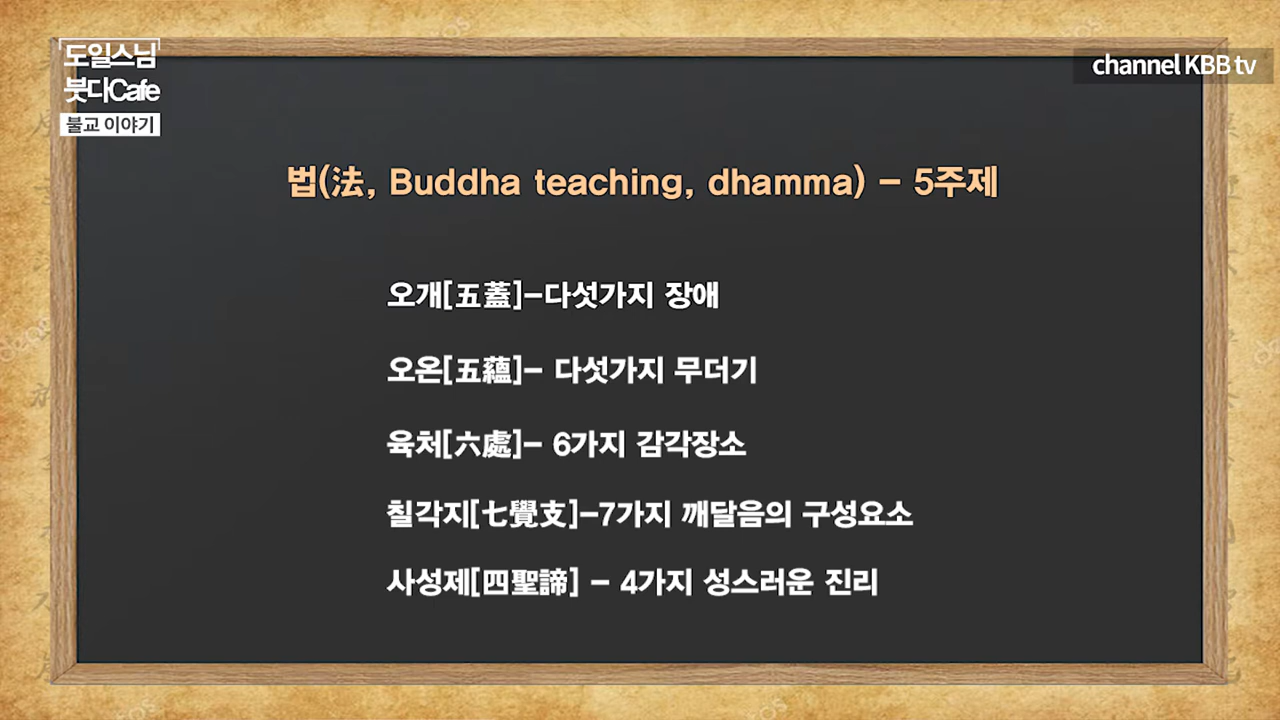 도일스님
붓다Cafe
불교 이야기
channel KBB tv
법(法, Buddha teaching, dhamma) - 5주제
오개[五蓋]-다섯가지 장애
오온[五蘊]- 다섯가지 무더기
육처[六處]- 6가지 감각장소
칠각지[七覺支]-7가지 깨달음의 구성요소
사성제[四聖諦] - 4가지 성스러운 진리